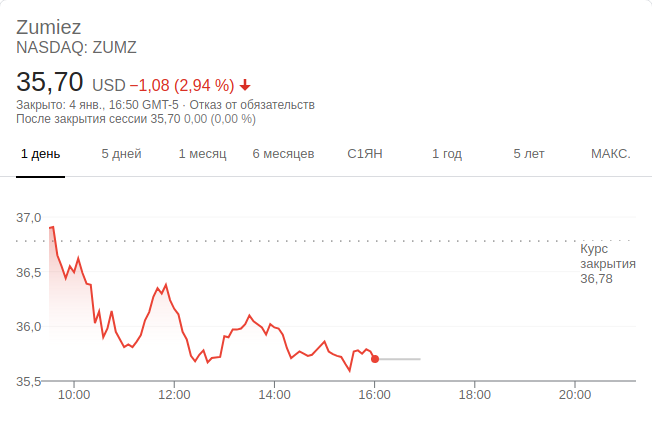 Zumiez
NASDAQ: ZUMZ
35,70 USD −1,08 (2,94 %)
Закрыто: 4 янв., 16:50 GMT-5 · Отказ от обязательств
После закрытия сессии 35,70 0,00 (0,00 %)
1 день 5 дней 1 месяц 6 месяцев С1ЯН 1 год 5 лет МАКС.
37,0
Курс
закрытия
36,78
36,5
36,0
35,5
10:00 12:00 14:00 16:00 18:00 20:00